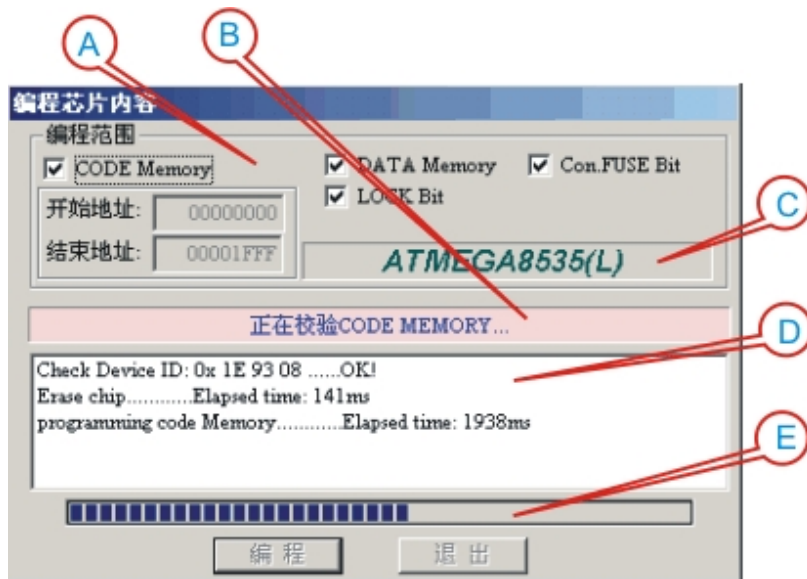 A
B
编程芯片内容
编程范围
CODE Memory
DATA Memory
Con.FUSE Bit
LOCK Bit
C
开始地址:
00000000
结束地址:
00001FFF
ATMEGA8535(L)
正在校验CODE MEMORY...
D
Check Device ID: 0x 1E 93 08 ......OK!
Erase chip............Elapsed time: 141ms
programming code Memory............Elapsed time: 1938ms
E
编 程
退 出